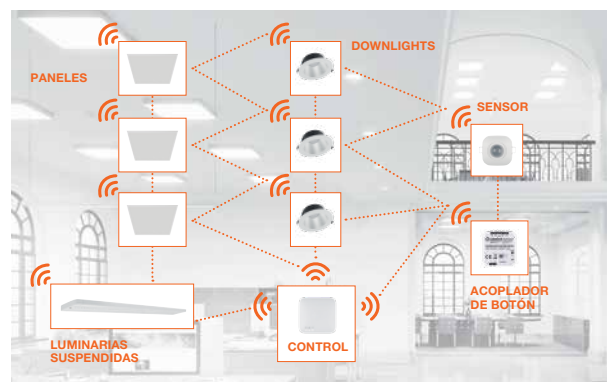 DOWNLIGHTS
PANELES
SENSOR
ACOPLADOR
DE BOTÓN
LUMINARIAS
SUSPENDIDAS
CONTROL